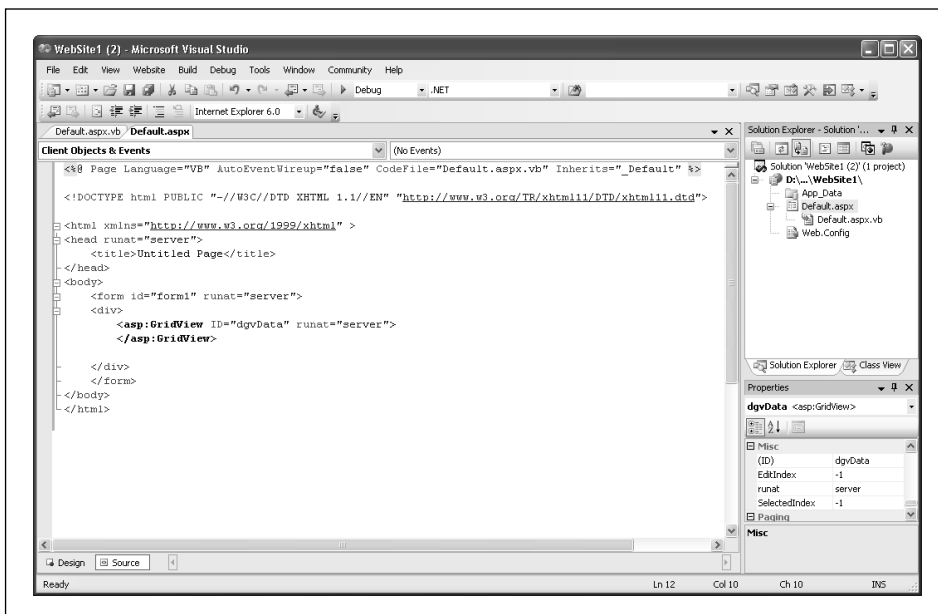 WebSite1 (2) - Microsoft Visual Studio
File Edit View Website Build Debug Tools Window Community Help
Debug .NET
Internet Explorer 6.0
Default.aspx.vb Default.aspx
Client Objects & Events (No Events)
<%@ Page Language="VB" AutoEventWireup="false" CodeFile="Default.aspx.vb" Inherits="_Default" %>
<!DOCTYPE html PUBLIC "-//W3C//DTD XHTML 1.1//EN" "http://www.w3.org/TR/xhtml11/DTD/xhtml11.dtd">
<html xmlns="http://www.w3.org/1999/xhtml" >
<head runat="server">
<title>Untitled Page</title>
</head>
<body>
<form id="form1" runat="server">
<div>
<asp:GridView ID="dgvData" runat="server">
</asp:GridView>
</div>
</form>
</body>
</html>
Design Source
Solution Explorer - Solution '...
Solution 'WebSite1 (2)' (1 project)
D:\...\WebSite1\
App_Data
Default.aspx
Default.aspx.vb
Web.Config
Solution Explorer Class View
Properties
dgvData <asp:GridView>
Misc
(ID) dgvData
EditIndex -1
runat server
SelectedIndex -1
Paging
Misc
Ready Ln 12 Col 10 Ch 10 INS